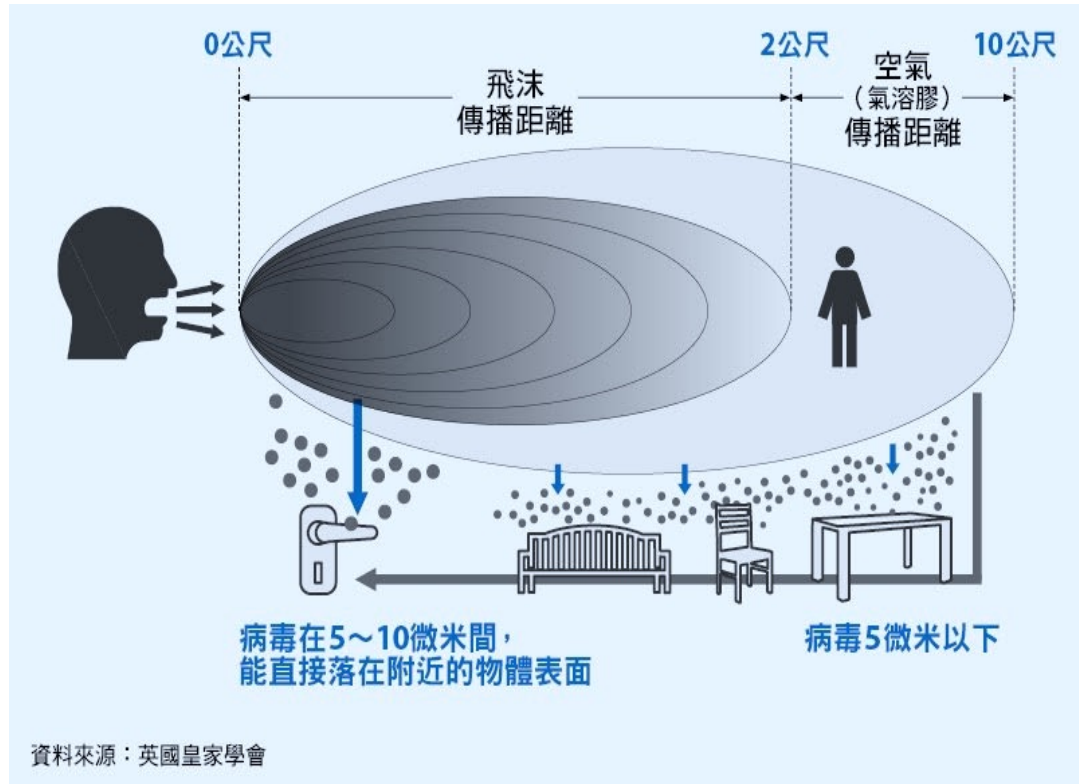 0公尺
2公尺
10公尺
飛沫
傳播距離
空氣
（氣溶膠）
傳播距離
病毒在5～10微米間，
能直接落在附近的物體表面
病毒5微米以下
資料來源：英國皇家學會